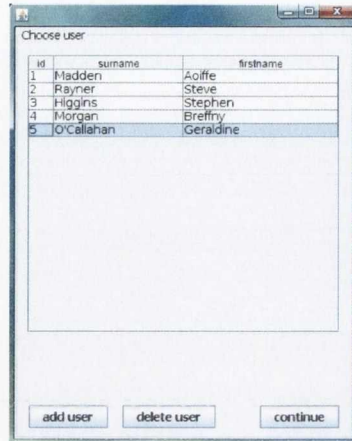 Choose user
id surname firstname
1 Madden Aoiffe
2 Rayner Steve
3 Higgins Stephen
4 Morgan Breffny
5 O'Callahan Geraldine
add user delete user continue